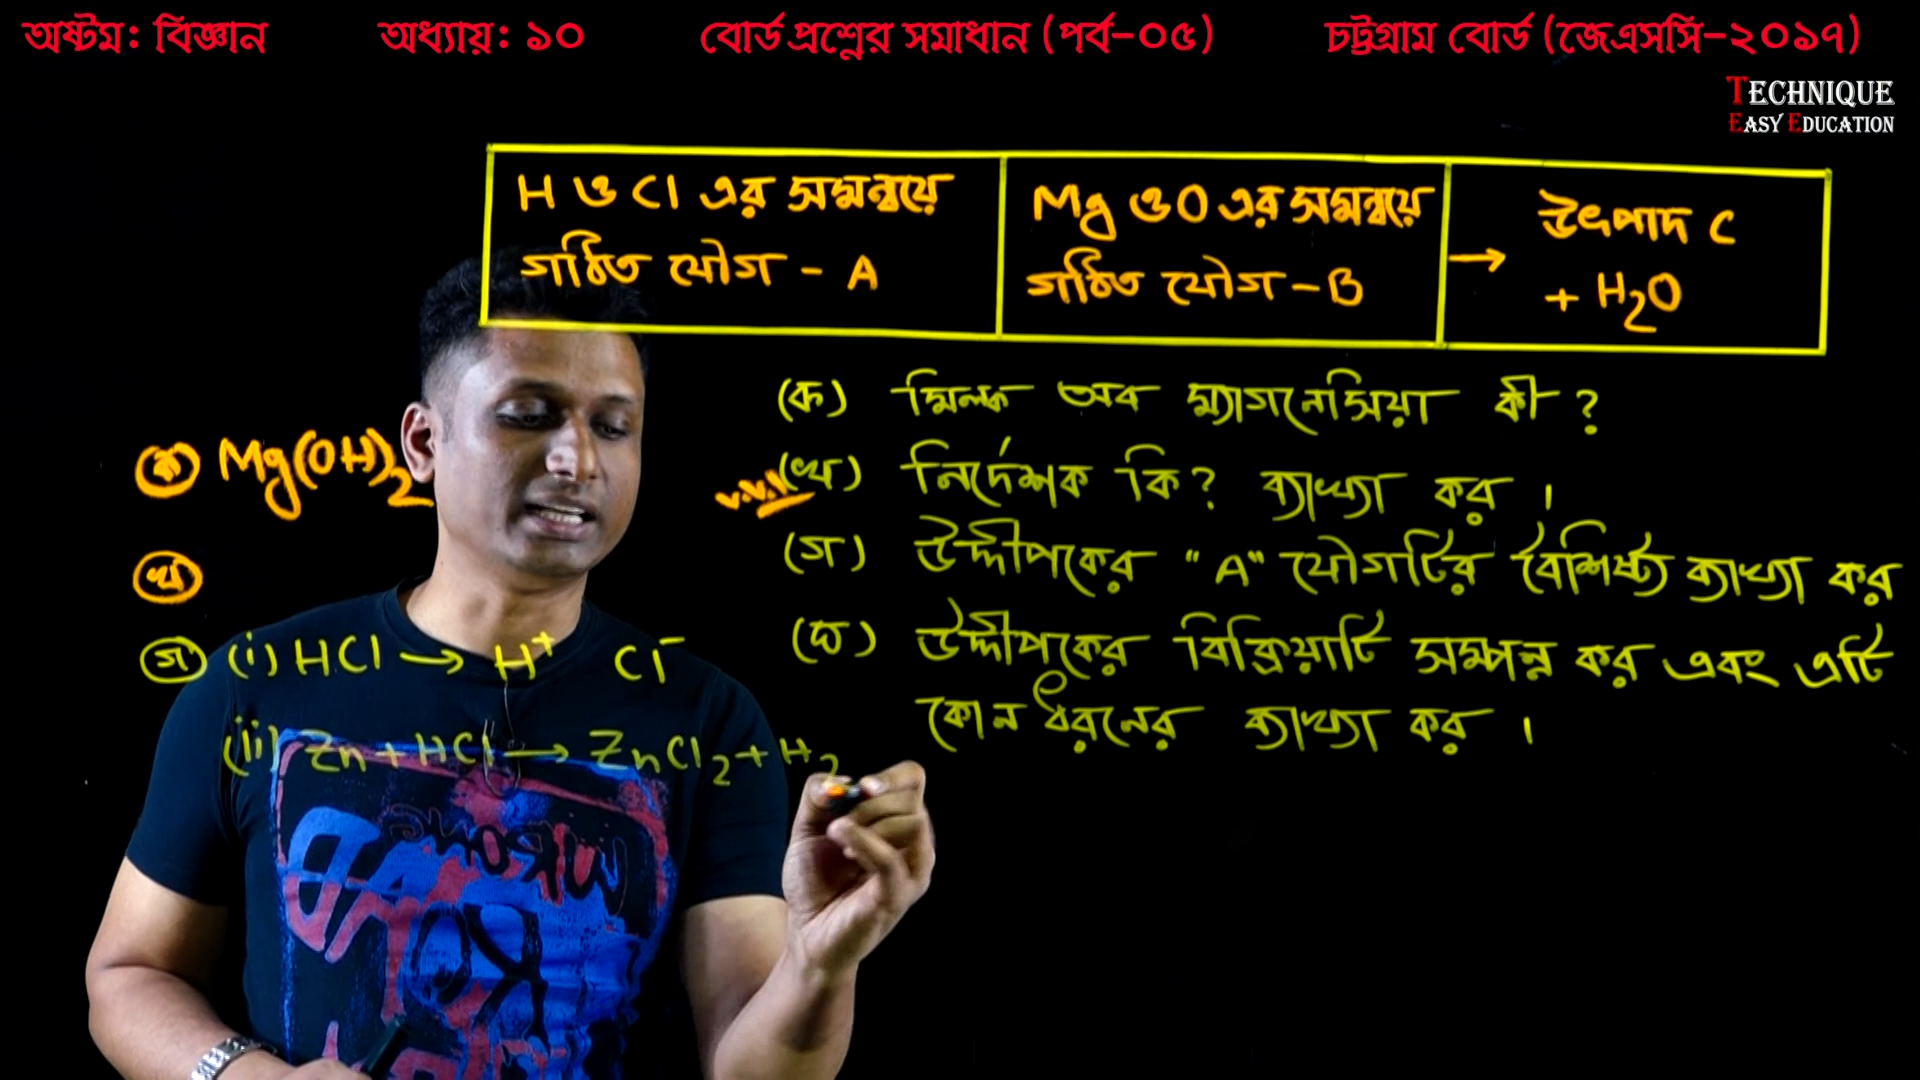 অষ্টম: বিজ্ঞান অধ্যায়: ১০ বোর্ড প্রশ্নের সমাধান (পর্ব-০৫) চট্টগ্রাম বোর্ড (জেএসসি-২০১৭)
TECHNIQUE
EASY EDUCATION
H ও Cl এর সমন্বয়ে
গঠিত যৌগ - A
Mg ও O এর সমন্বয়ে
গঠিত যৌগ - B
→ উৎপাদ C
+ H₂O
(ক) মিল্ক অব ম্যাগনেসিয়া কী ?
v.v.i (খ) নির্দেশক কি? ব্যাখ্যা কর ।
(গ) উদ্দীপকের "A" যৌগটির বৈশিষ্ট্য ব্যাখ্যা কর
(ঘ) উদ্দীপকের বিক্রিয়াটি সম্পন্ন কর এবং এটি
কোন ধরনের ব্যাখ্যা কর ।
(ক) Mg(OH)₂
(খ)
(গ) (i) HCl → H⁺ Cl⁻
(ii) Zn + HCl → ZnCl₂ + H₂